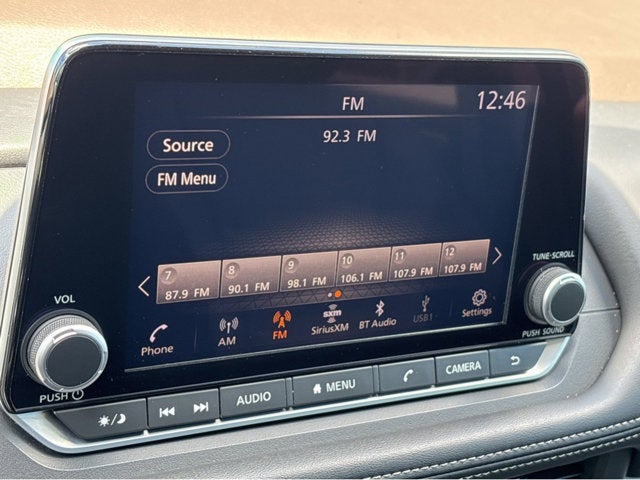 FM
12:46
92.3 FM
Source
FM Menu
7 8 9 10 11 12
87.9 FM 90.1 FM 98.1 FM 106.1 FM 107.9 FM 107.9 FM
Phone
AM
FM
sxm
SiriusXM
BT Audio
USB1
Settings
VOL
PUSH
TUNE·SCROLL
PUSH SOUND
AUDIO
MENU
CAMERA